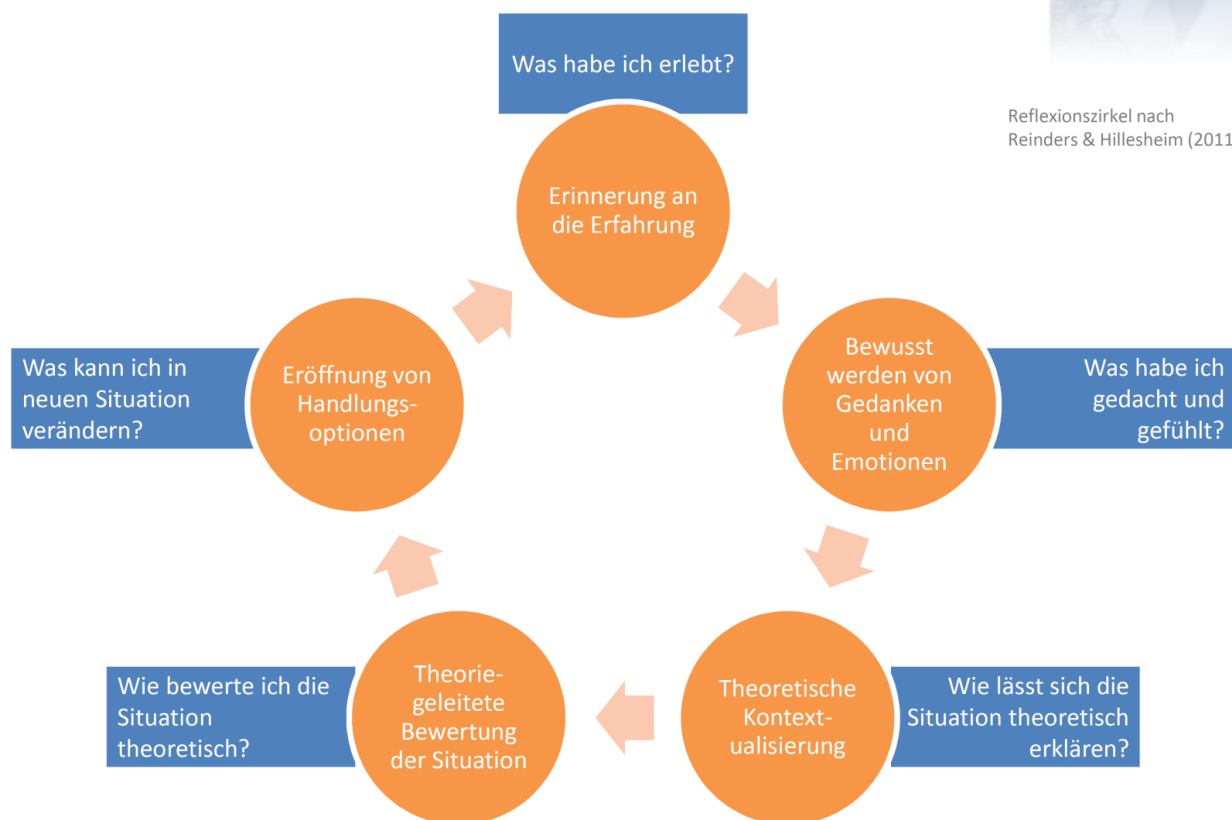 Was habe ich erlebt?
Reflexionszirkel nach
Reinders & Hillesheim (2011
Erinnerung an
die Erfahrung
Bewusst
werden von
Gedanken
und
Emotionen
Was habe ich
gedacht und
gefühlt?
Theoretische
Kontext-
ualisierung
Wie lässt sich die
Situation theoretisch
erklären?
Theorie-
geleitete
Bewertung
der Situation
Wie bewerte ich die
Situation
theoretisch?
Eröffnung von
Handlungs-
optionen
Was kann ich in
neuen Situation
verändern?